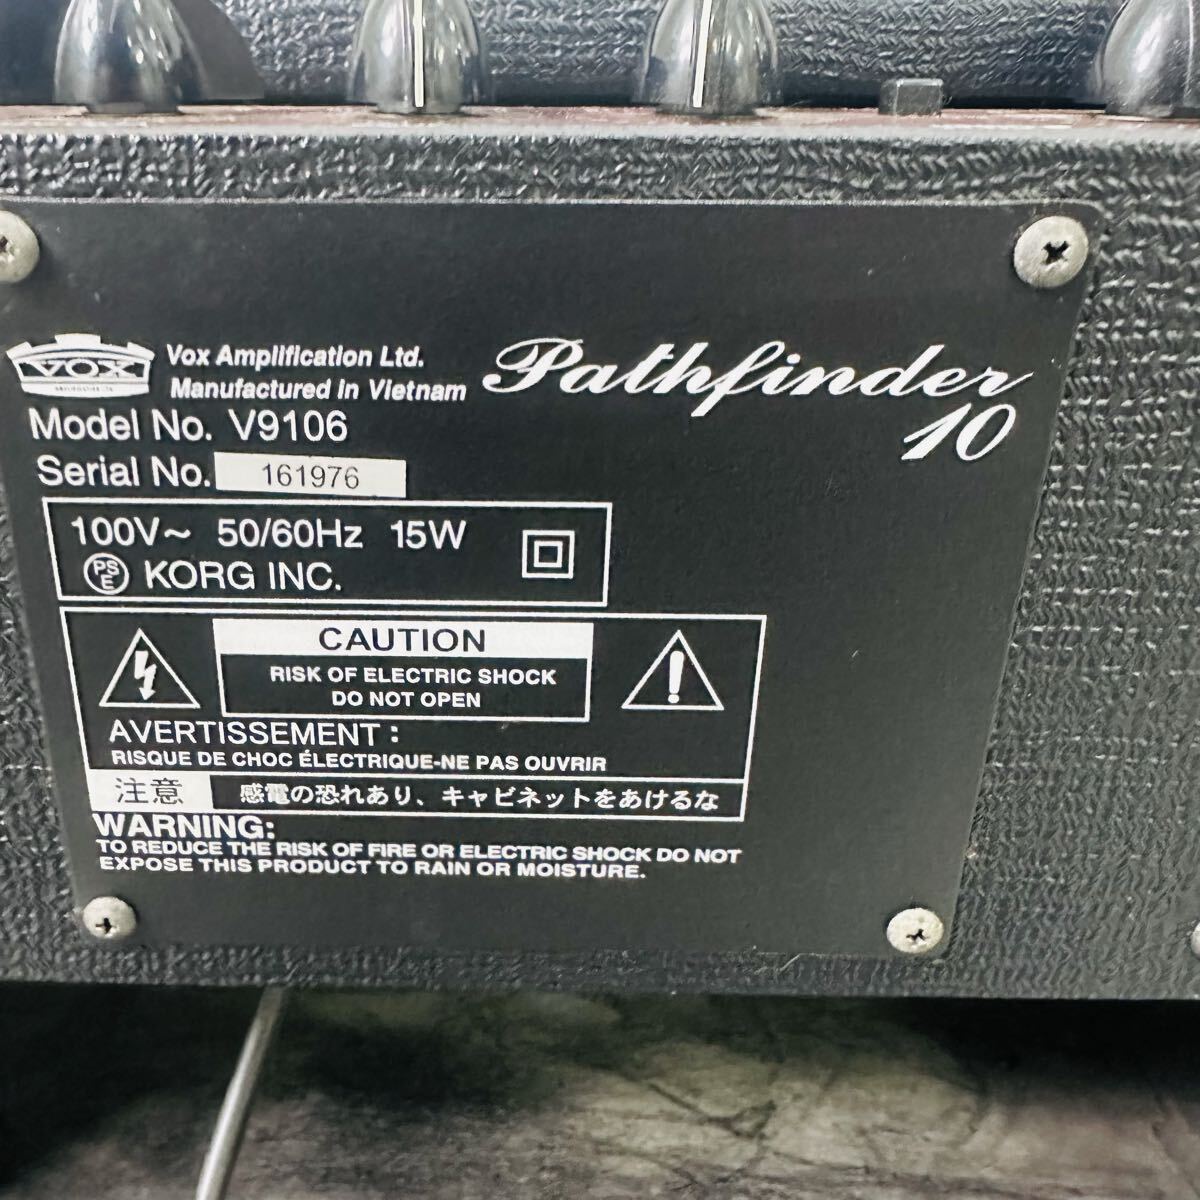 VOX
Vox Amplification Ltd.
Manufactured in Vietnam
Pathfinder
10
Model No. V9106
Serial No. 161976
100V~ 50/60Hz 15W
PSE KORG INC.
CAUTION
RISK OF ELECTRIC SHOCK
DO NOT OPEN
AVERTISSEMENT :
RISQUE DE CHOC ÉLECTRIQUE-NE PAS OUVRIR
注意 感電の恐れあり、キャビネットをあけるな
WARNING:
TO REDUCE THE RISK OF FIRE OR ELECTRIC SHOCK DO NOT
EXPOSE THIS PRODUCT TO RAIN OR MOISTURE.